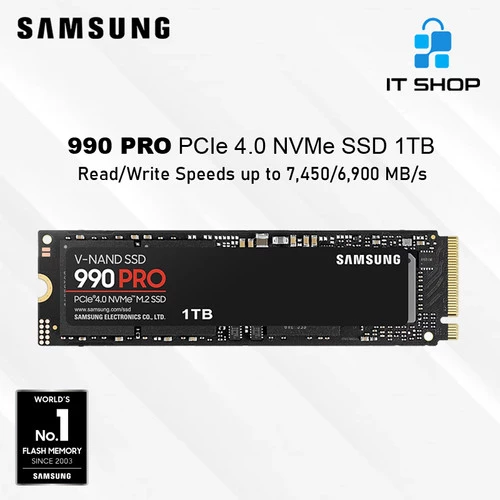 SAMSUNG
IT SHOP
990 PRO PCIe 4.0 NVMe SSD 1TB
Read/Write Speeds up to 7,450/6,900 MB/s
V-NAND SSD
990 PRO
PCIe® 4.0 NVMe™ M.2 SSD
www.samsung.com/ssd
SAMSUNG ELECTRONICS CO., LTD.
1TB
SAMSUNG
WORLD'S
No.1
FLASH MEMORY
SINCE 2003